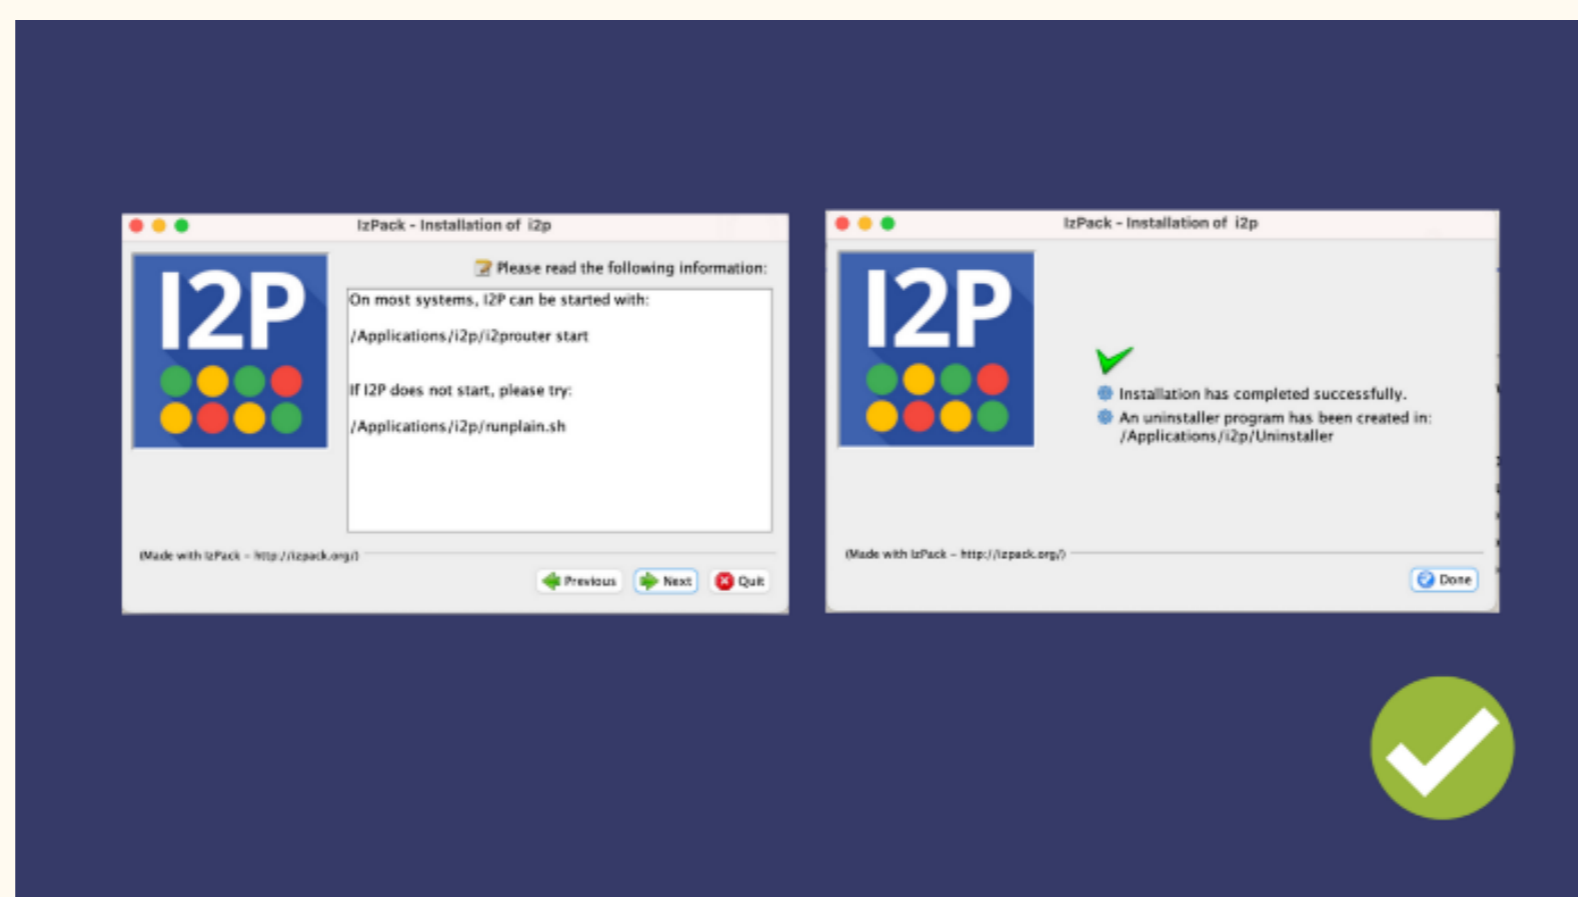 IzPack - Installation of i2p
I2P
Please read the following information:
On most systems, I2P can be started with:
/Applications/i2p/i2prouter start
If I2P does not start, please try:
/Applications/i2p/runplain.sh
(Made with IzPack - http://izpack.org/)
Previous
Next
Quit
IzPack - Installation of i2p
I2P
Installation has completed successfully.
An uninstaller program has been created in:
/Applications/i2p/Uninstaller
(Made with IzPack - http://izpack.org/)
Done